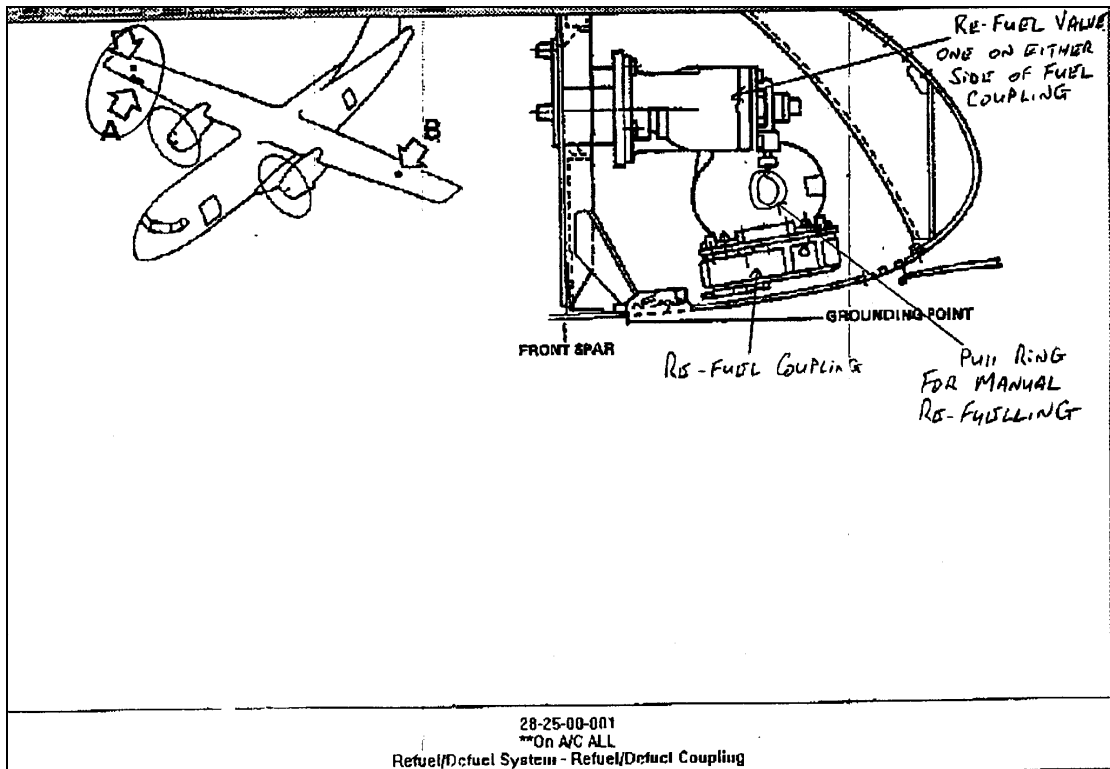 A
B
RE-FUEL VALVE
ONE ON EITHER
SIDE OF FUEL
COUPLING
GROUNDING POINT
FRONT SPAR
RE-FUEL COUPLING
PULL RING
FOR MANUAL
RE-FUELLING
28-25-00-001
**On A/C ALL
Refuel/Defuel System - Refuel/Defuel Coupling